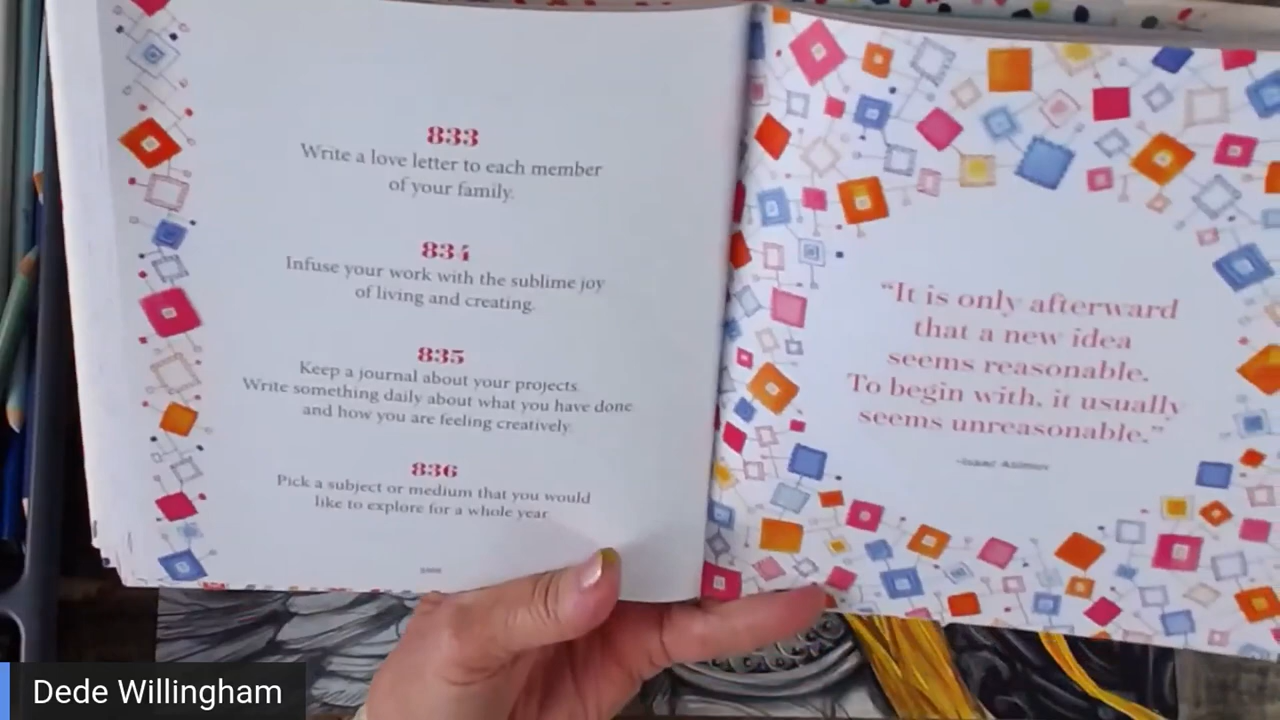 833
Write a love letter to each member
of your family.
834
Infuse your work with the sublime joy
of living and creating.
835
Keep a journal about your projects.
Write something daily about what you have done
and how you are feeling creatively.
836
Pick a subject or medium that you would
like to explore for a whole year.
“It is only afterward
that a new idea
seems reasonable.
To begin with, it usually
seems unreasonable.”
–Isaac Asimov
Dede Willingham